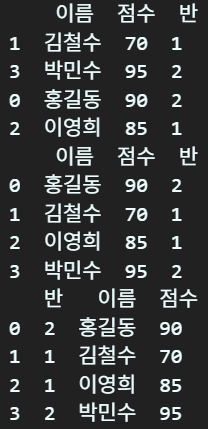 이름 점수 반
1 김철수 70 1
3 박민수 95 2
0 홍길동 90 2
2 이영희 85 1
이름 점수 반
0 홍길동 90 2
1 김철수 70 1
2 이영희 85 1
3 박민수 95 2
반 이름 점수
0 2 홍길동 90
1 1 김철수 70
2 1 이영희 85
3 2 박민수 95